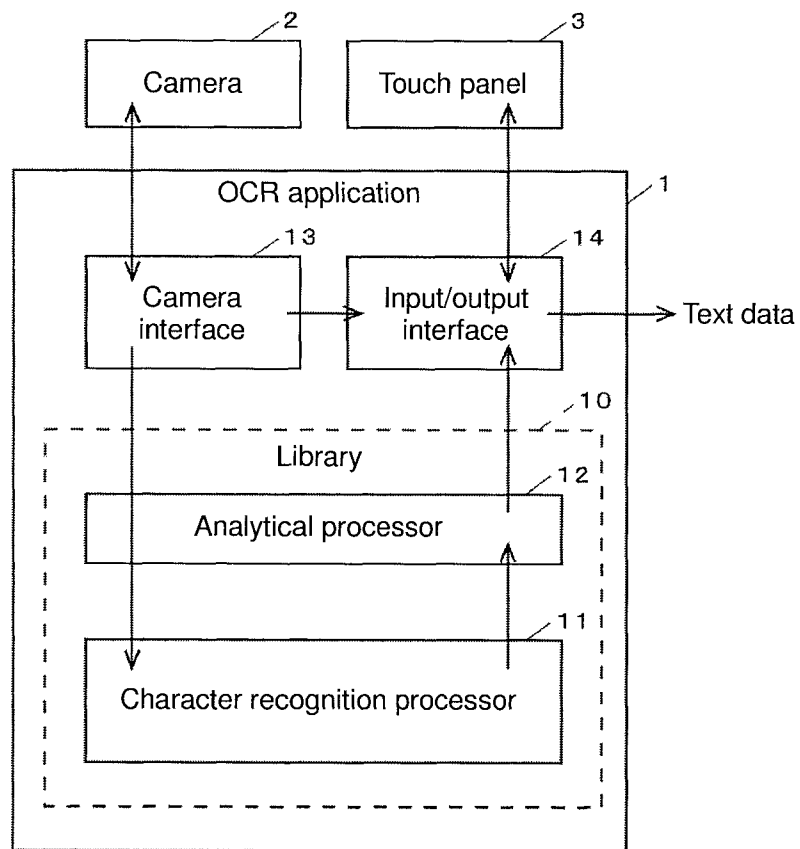 2
3
Camera
Touch panel
1
OCR application
13
14
Camera
interface
Input/output
interface
Text data
10
Library
12
Analytical processor
11
Character recognition processor